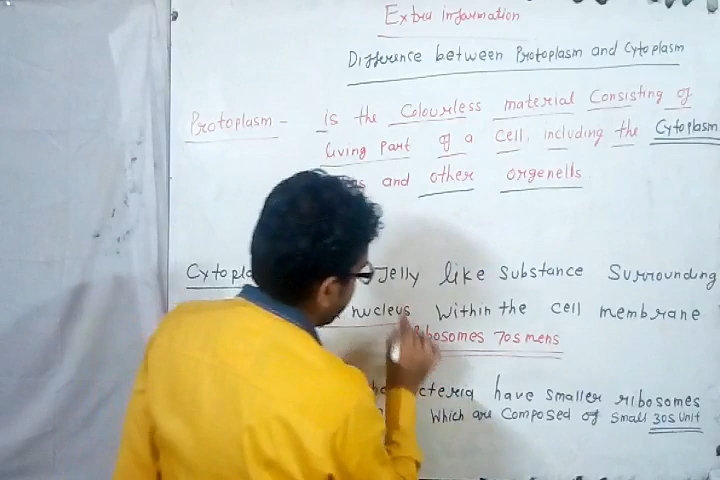 Extra information
Difference between Protoplasm and Cytoplasm
Protoplasm - is the Colourless material Consisting of
living part of a Cell, including the Cytoplasm
and other orgenells.
Jelly like Substance Surrounding
nucleus Within the cell membrane
70s mens
have smaller ribosomes
Which are Composed of small 30s Unit